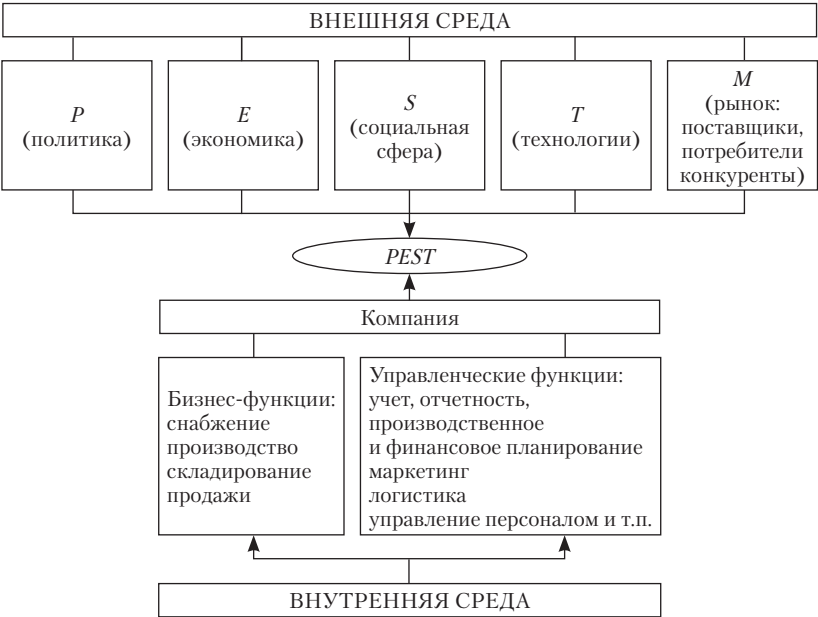 ВНЕШНЯЯ СРЕДА
P
(политика)
E
(экономика)
S
(социальная
сфера)
T
(технологии)
M
(рынок:
поставщики,
потребители
конкуренты)
PEST
Компания
Бизнес-функции:
снабжение
производство
складирование
продажи
Управленческие функции:
учет, отчетность,
производственное
и финансовое планирование
маркетинг
логистика
управление персоналом и т.п.
ВНУТРЕННЯЯ СРЕДА